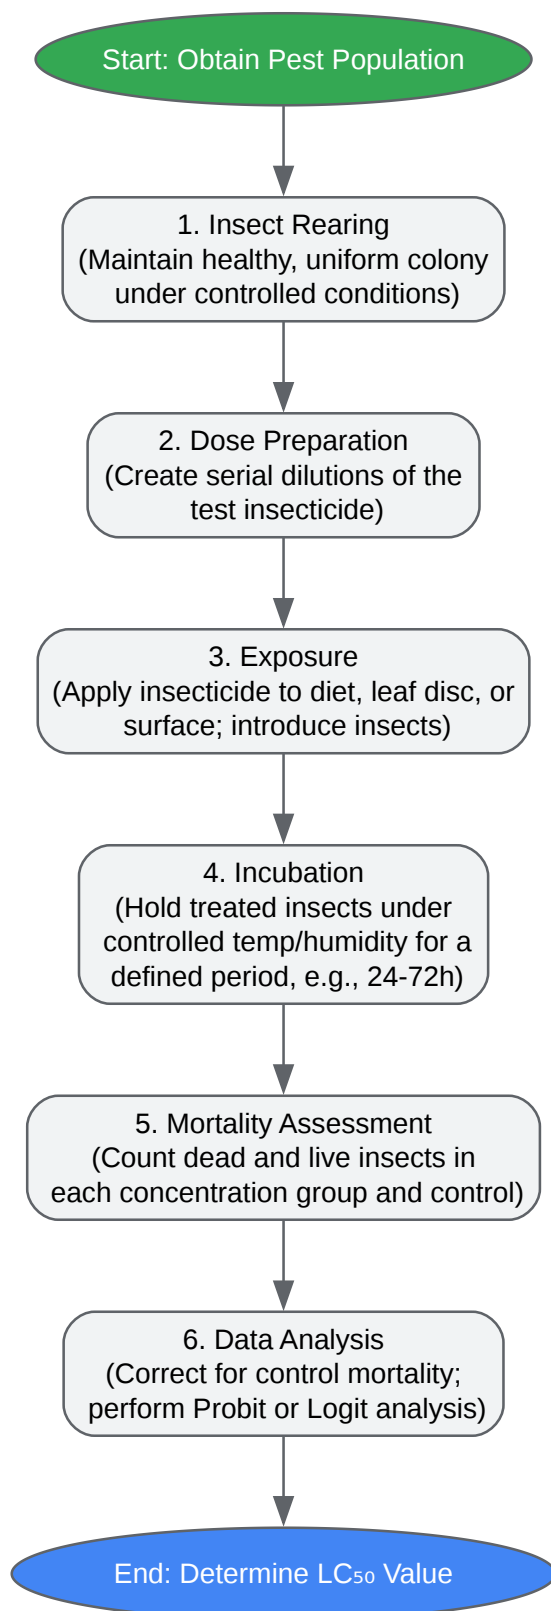 Start: Obtain Pest Population
1. Insect Rearing
(Maintain healthy, uniform colony
under controlled conditions)
2. Dose Preparation
(Create serial dilutions of the
test insecticide)
3. Exposure
(Apply insecticide to diet, leaf disc, or
surface; introduce insects)
4. Incubation
(Hold treated insects under
controlled temp/humidity for a
defined period, e.g., 24-72h)
5. Mortality Assessment
(Count dead and live insects in
each concentration group and control)
6. Data Analysis
(Correct for control mortality;
perform Probit or Logit analysis)
End: Determine LC₅₀ Value